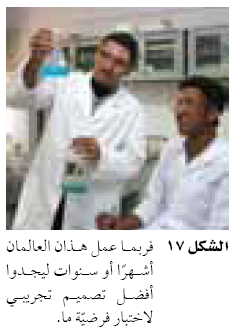 الشكل ١٧ فربما عمل هذان العالمان
أشهرًا أو سنوات ليجدوا
أفضل تصميم تجريبي
لاختبار فرضيّة ما.